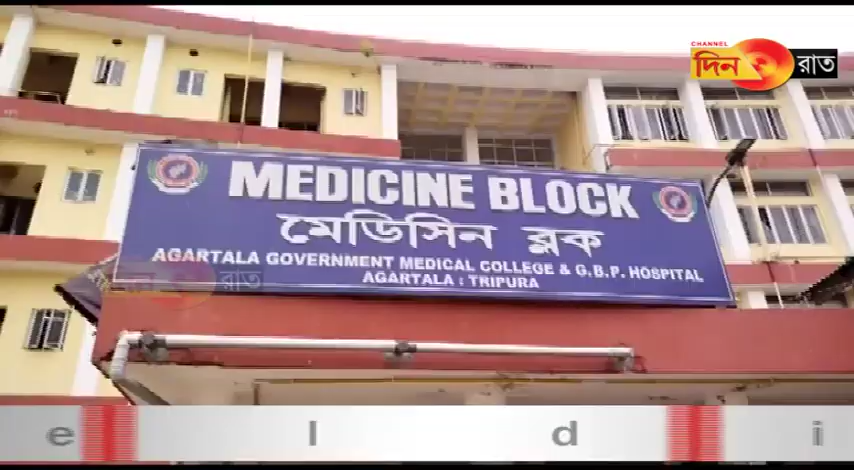 CHANNEL
দিন রাত
MEDICINE BLOCK
মেডিসিন ব্লক
AGARTALA GOVERNMENT MEDICAL COLLEGE & G.B.P. HOSPITAL
AGARTALA : TRIPURA
দিন রাত
e l d i